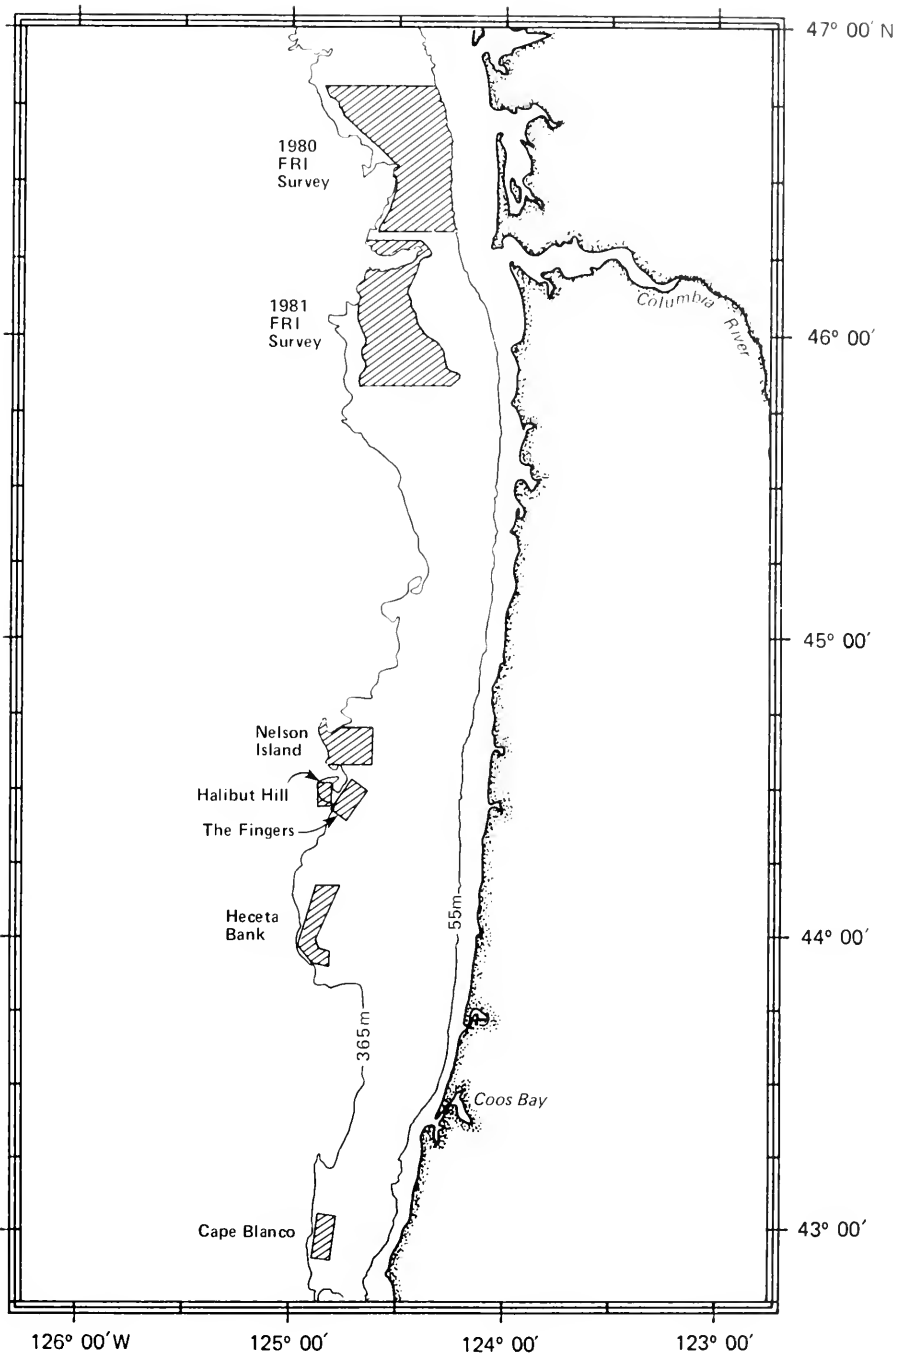 47° 00′ N
1980
FRI
Survey
Columbia River
1981
FRI
Survey
46° 00′
45° 00′
Nelson
Island
Halibut Hill
The Fingers
55m
Heceta
Bank
44° 00′
365m
Coos Bay
Cape Blanco
43° 00′
126° 00′W
125° 00′
124° 00′
123° 00′